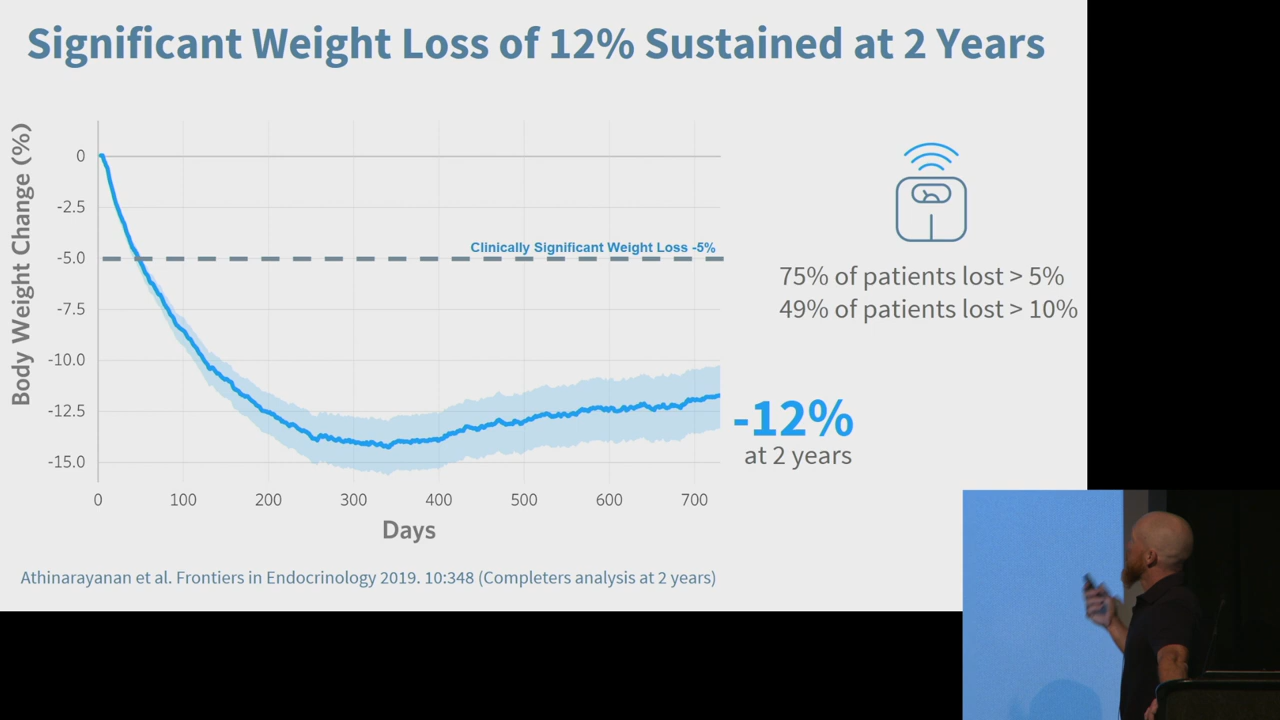 Significant Weight Loss of 12% Sustained at 2 Years
Body Weight Change (%)
0
-2.5
-5.0
-7.5
-10.0
-12.5
-15.0
Clinically Significant Weight Loss -5%
0 100 200 300 400 500 600 700
Days
75% of patients lost > 5%
49% of patients lost > 10%
-12%
at 2 years
Athinarayanan et al. Frontiers in Endocrinology 2019. 10:348 (Completers analysis at 2 years)